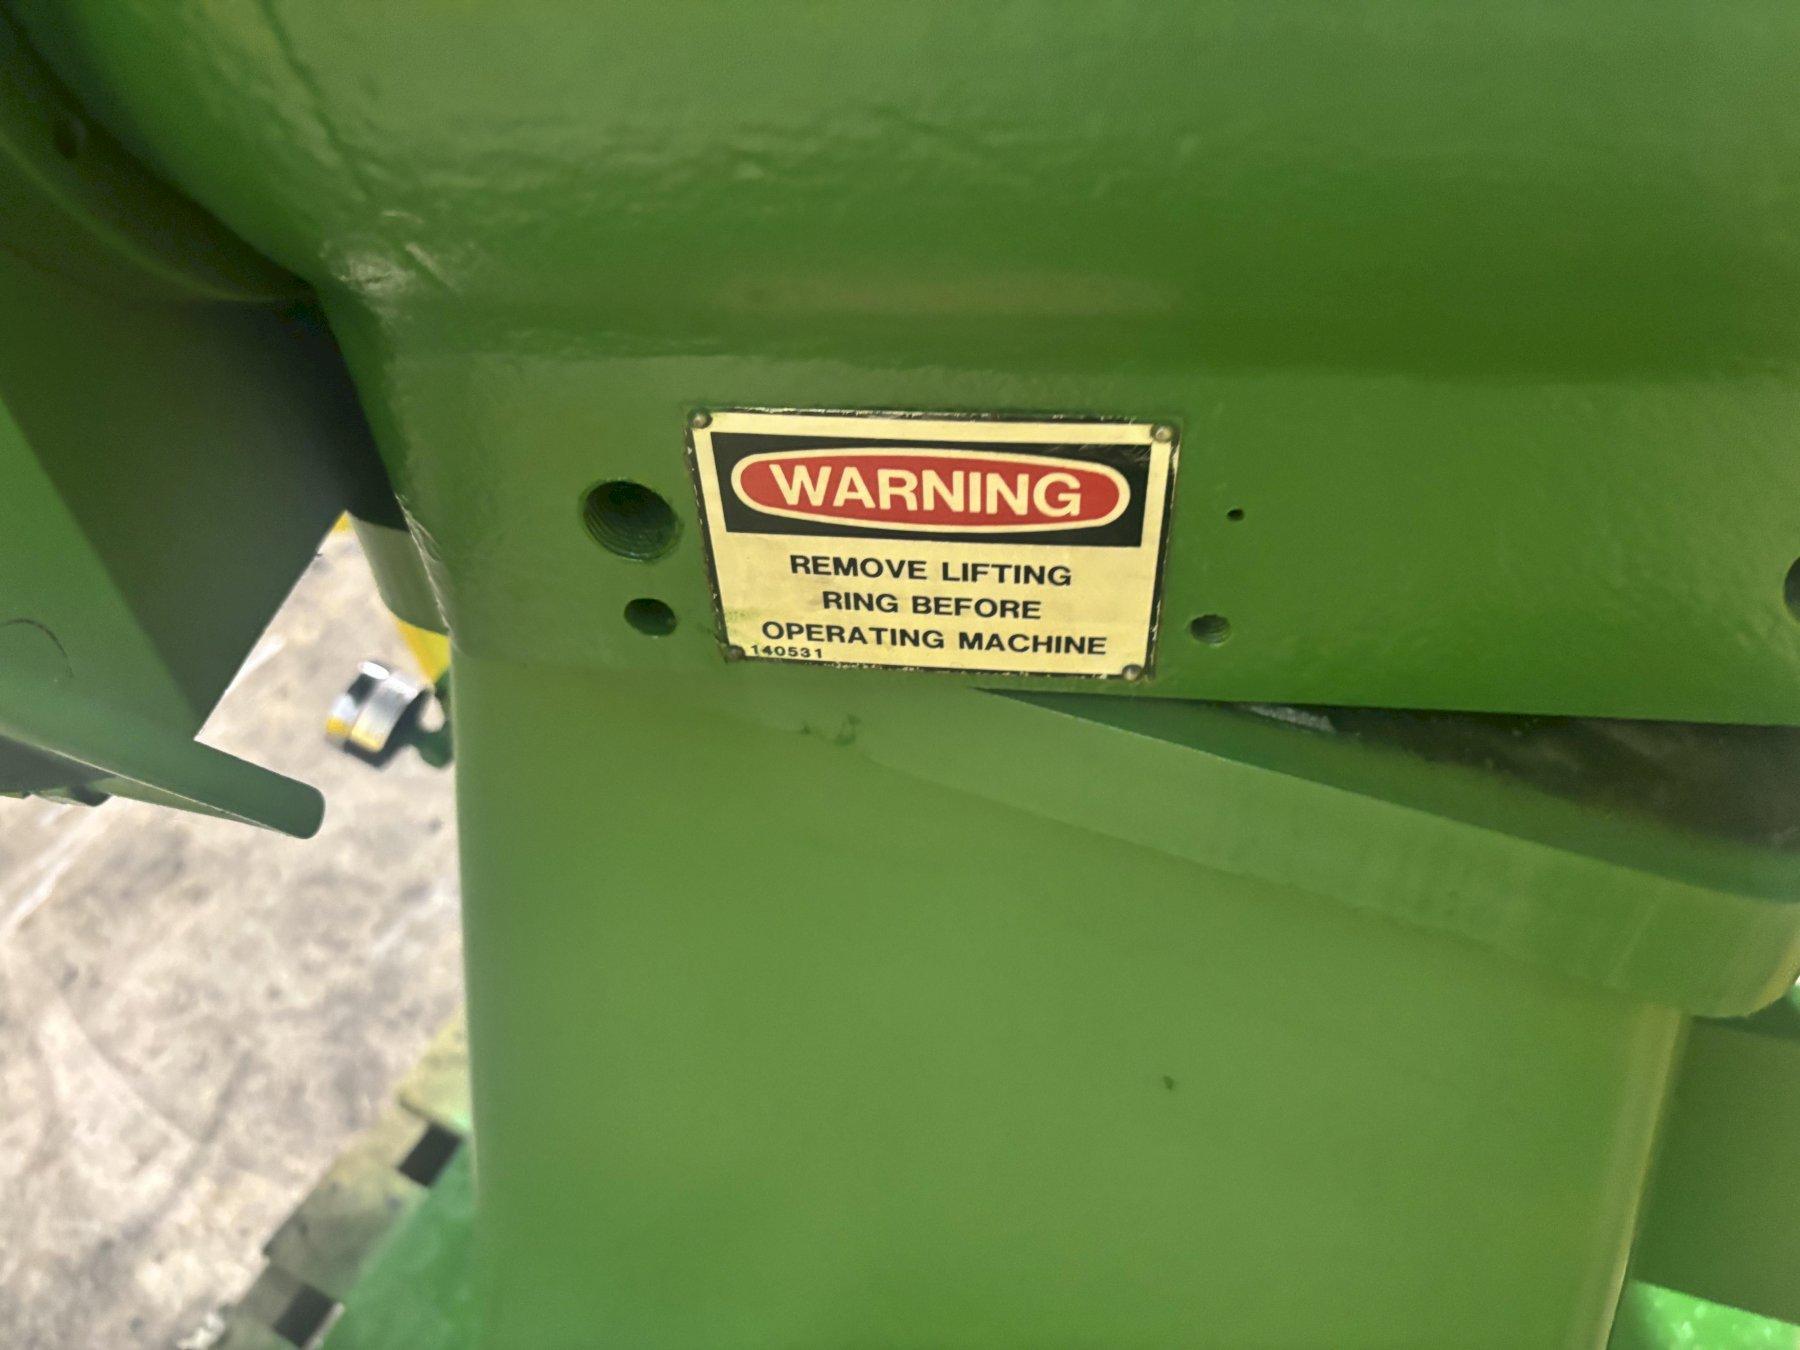 WARNING
REMOVE LIFTING
RING BEFORE
OPERATING MACHINE
140531